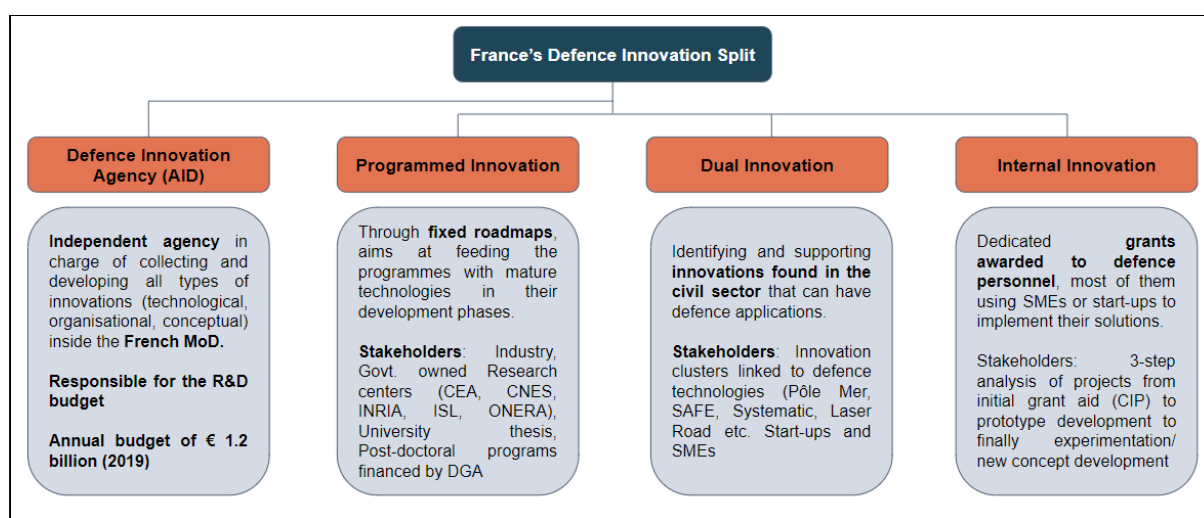 France's Defence Innovation Split
Defence Innovation
Agency (AID)
Independent agency in
charge of collecting and
developing all types of
innovations (technological,
organisational, conceptual)
inside the French MoD.
Responsible for the R&D
budget
Annual budget of € 1.2
billion (2019)
Programmed Innovation
Through fixed roadmaps,
aims at feeding the
programmes with mature
technologies in their
development phases.
Stakeholders: Industry,
Govt. owned Research
centers (CEA, CNES,
INRIA, ISL, ONERA),
University thesis,
Post-doctoral programs
financed by DGA
Dual Innovation
Identifying and supporting
innovations found in the
civil sector that can have
defence applications.
Stakeholders: Innovation
clusters linked to defence
technologies (Pôle Mer,
SAFE, Systematic, Laser
Road etc. Start-ups and
SMEs
Internal Innovation
Dedicated grants
awarded to defence
personnel, most of them
using SMEs or start-ups to
implement their solutions.
Stakeholders: 3-step
analysis of projects from
initial grant aid (CIP) to
prototype development to
finally experimentation/
new concept development